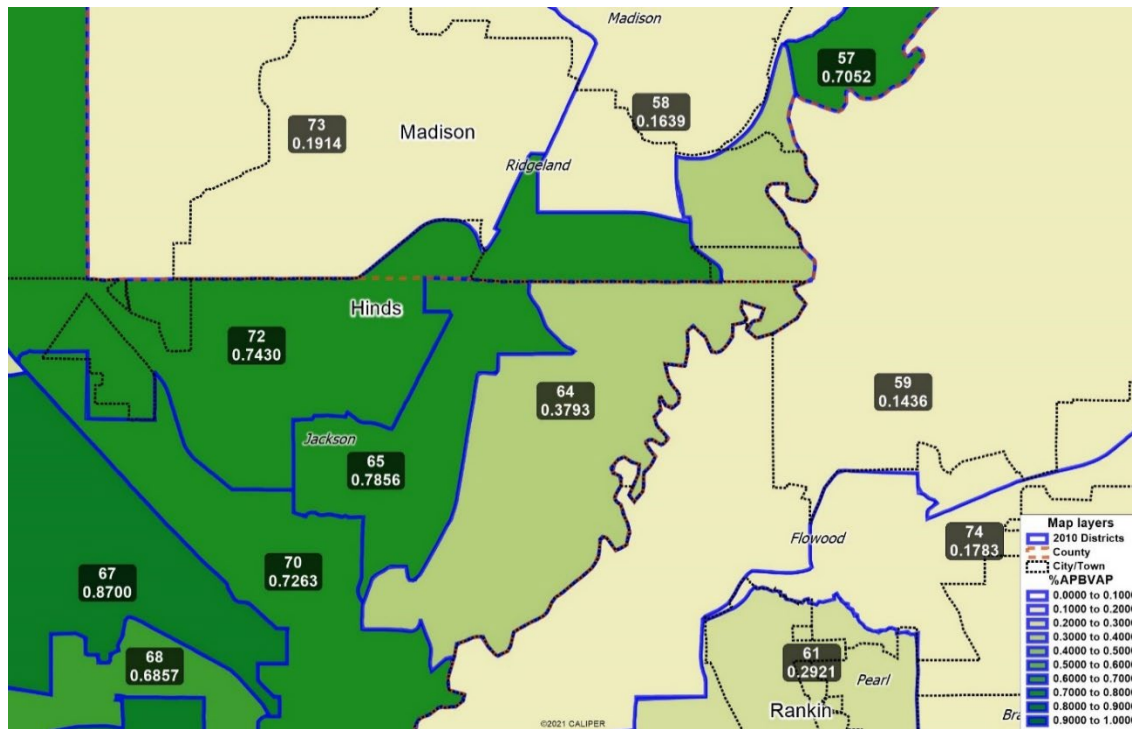 Madison
57
0.7052
58
0.1639
73
0.1914
Madison
Ridgeland
Hinds
72
0.7430
64
0.3793
59
0.1436
Jackson
65
0.7856
Flowood
74
0.1783
70
0.7263
67
0.8700
68
0.6857
61
0.2921
Pearl
Rankin
Bra
©2021 CALIPER
Map layers
2010 Districts
County
City/Town
%APBVAP
0.0000 to 0.1000
0.1000 to 0.2000
0.2000 to 0.3000
0.3000 to 0.4000
0.4000 to 0.5000
0.5000 to 0.6000
0.6000 to 0.7000
0.7000 to 0.8000
0.8000 to 0.9000
0.9000 to 1.0000